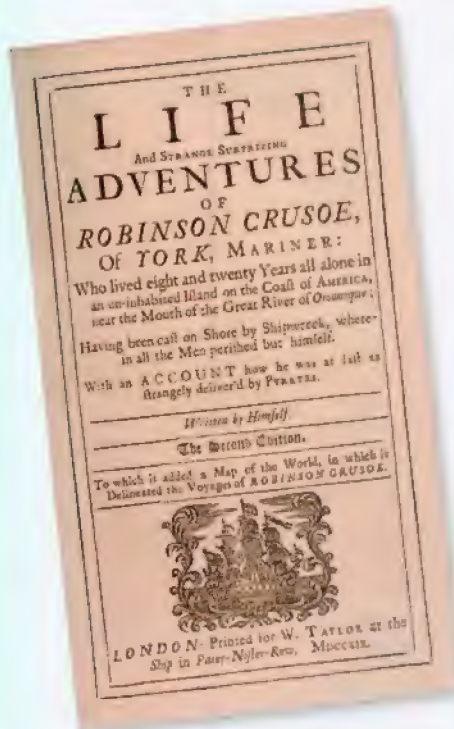 THE
LIFE
And STRANGE SURPRIZING
ADVENTURES
OF
ROBINSON CRUSOE,
Of YORK, MARINER:
Who lived eight and twenty Years all alone in
an un-inhabited Iſland on the Coaſt of AMERICA,
near the Mouth of the Great River of Oroonoque;
Having been caſt on Shore by Shipwreck, where-
in all the Men periſhed but himſelf.
With an ACCOUNT how he was at laſt as
ſtrangely deliver'd by PYRATES.
Written by Himſelf.
The Second Edition.
To which is added a Map of the World, in which is
Delineated the Voyages of ROBINSON CRUSOE.
LONDON: Printed for W. TAYLOR at the
Ship in Pater-Noſter-Row, MDCCXIX.